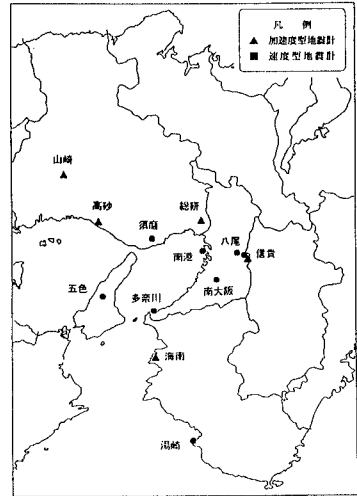 凡 例
▲ 加速度型地震計
■ 速度型地震計
山崎
高砂
須磨
総研
八尾
南港
信貴
五色
南大阪
多奈川
海南
湯崎